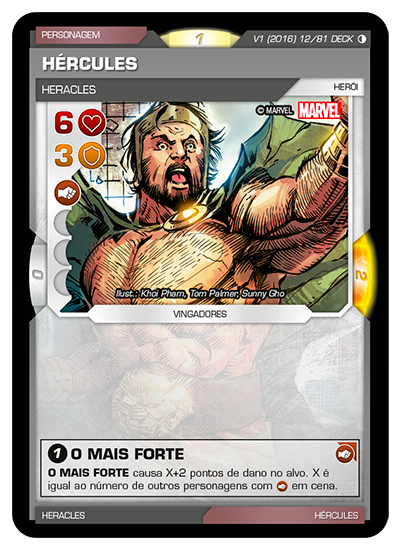 PERSONAGEM
1
V1 (2016) 12/81 DECK
HÉRCULES
HERACLES
HERÓI
© MARVEL MARVEL
6
3
0
2
Ilust.: Khoi Pham, Tom Palmer, Sunny Gho
VINGADORES
1 O MAIS FORTE
O MAIS FORTE causa X+2 pontos de dano no alvo. X é
igual ao número de outros personagens com em cena.
HERACLES
HÉRCULES